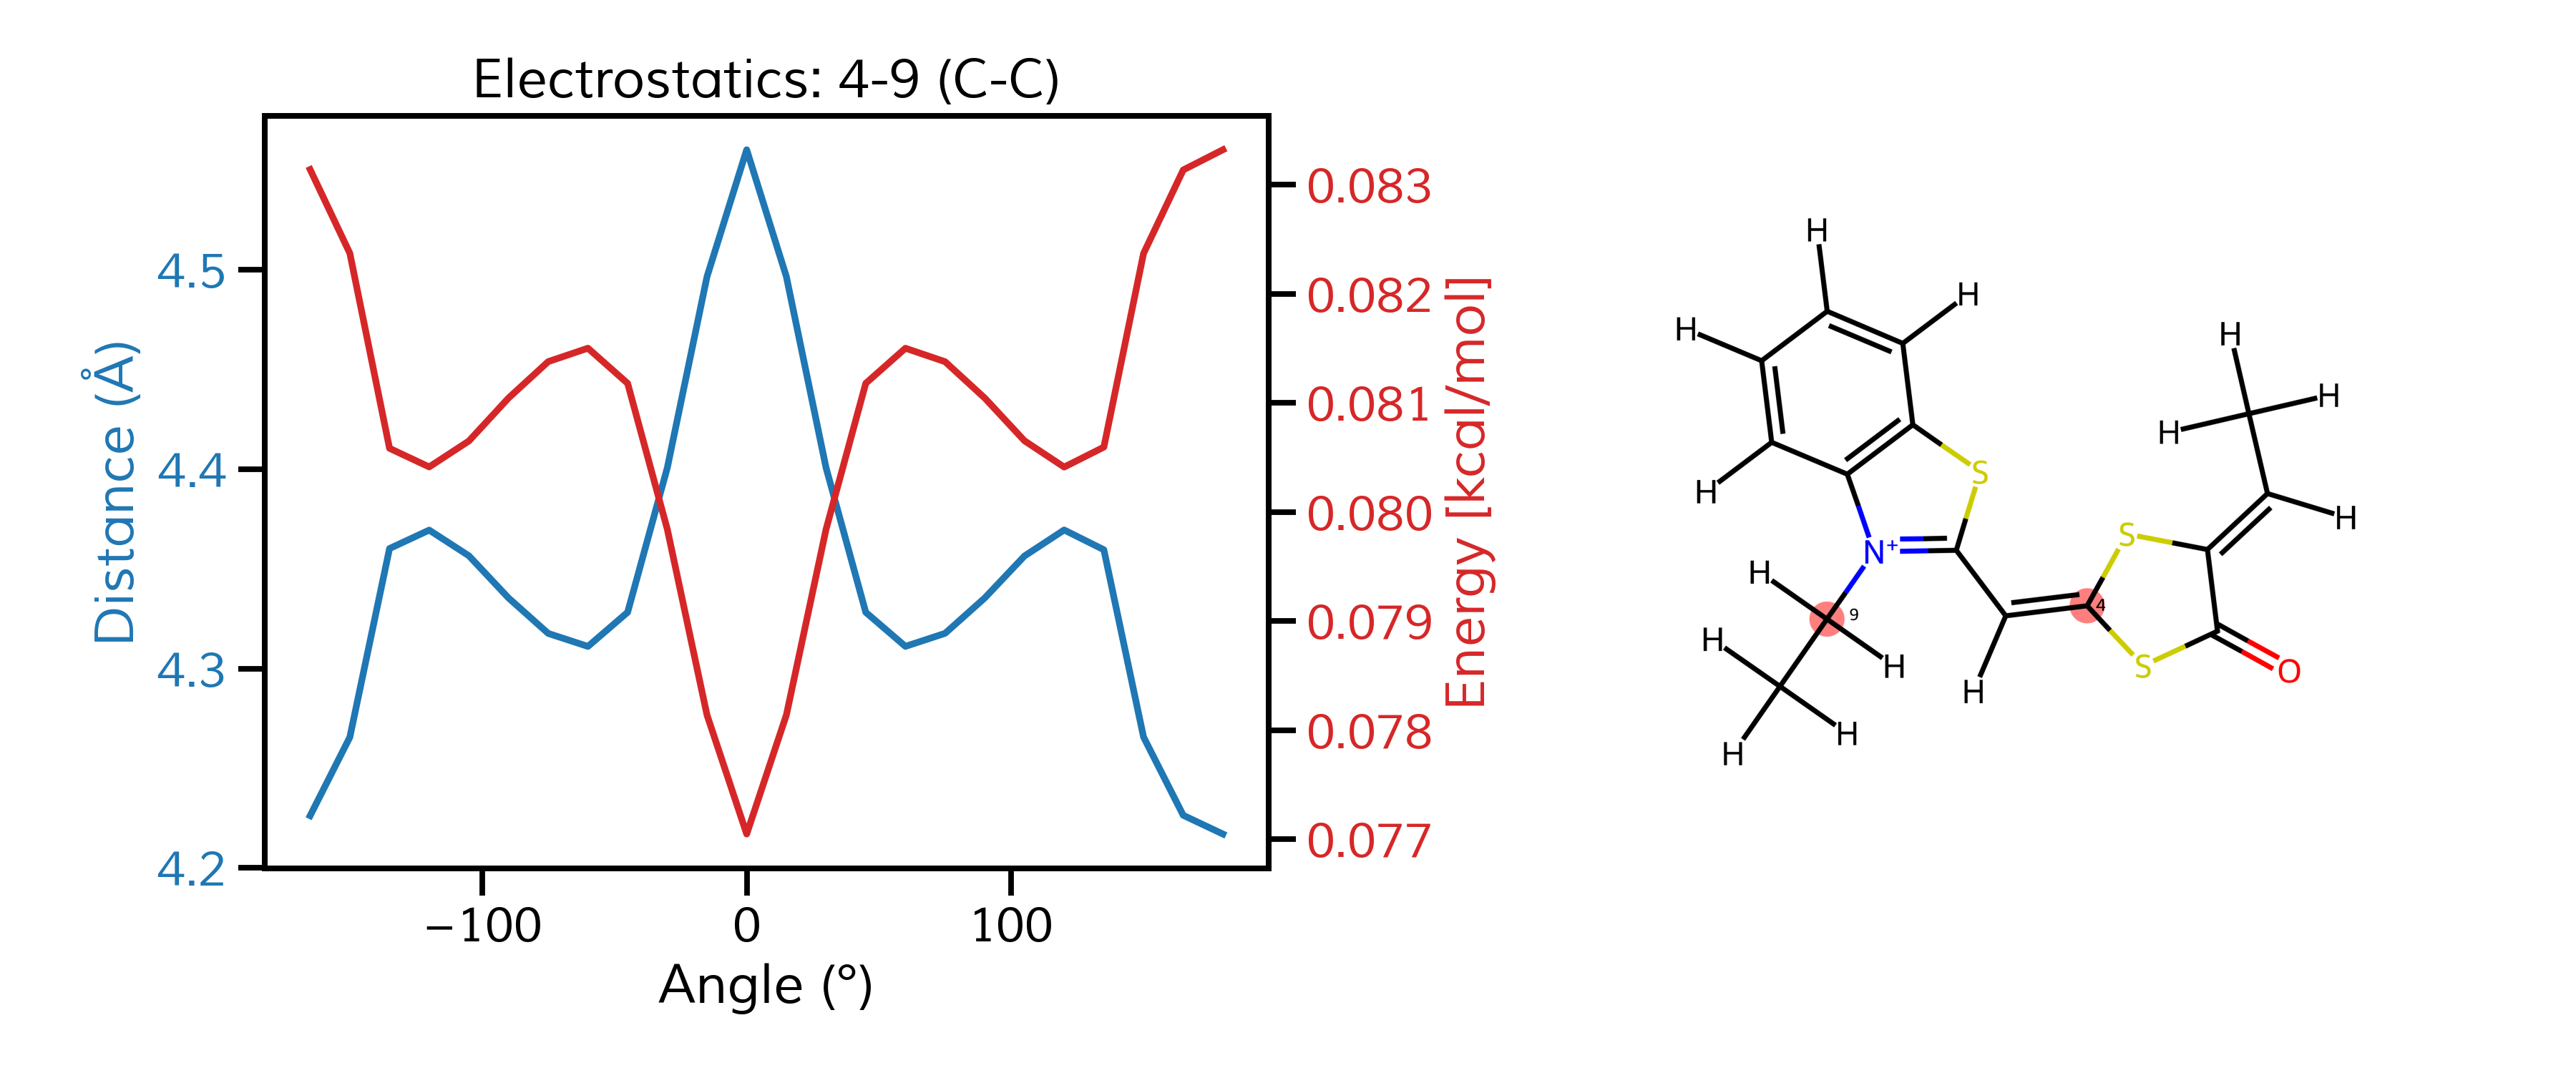 Electrostatics: 4-9 (C-C)
Distance (Å)
4.5
4.4
4.3
4.2
−100
0
100
Angle (°)
0.083
0.082
0.081
0.080
0.079
0.078
0.077
Energy [kcal/mol]
H
H
H
H
H
H
H
S
H
H
S
N+
H
4
9
H
H
S
O
H
H
H